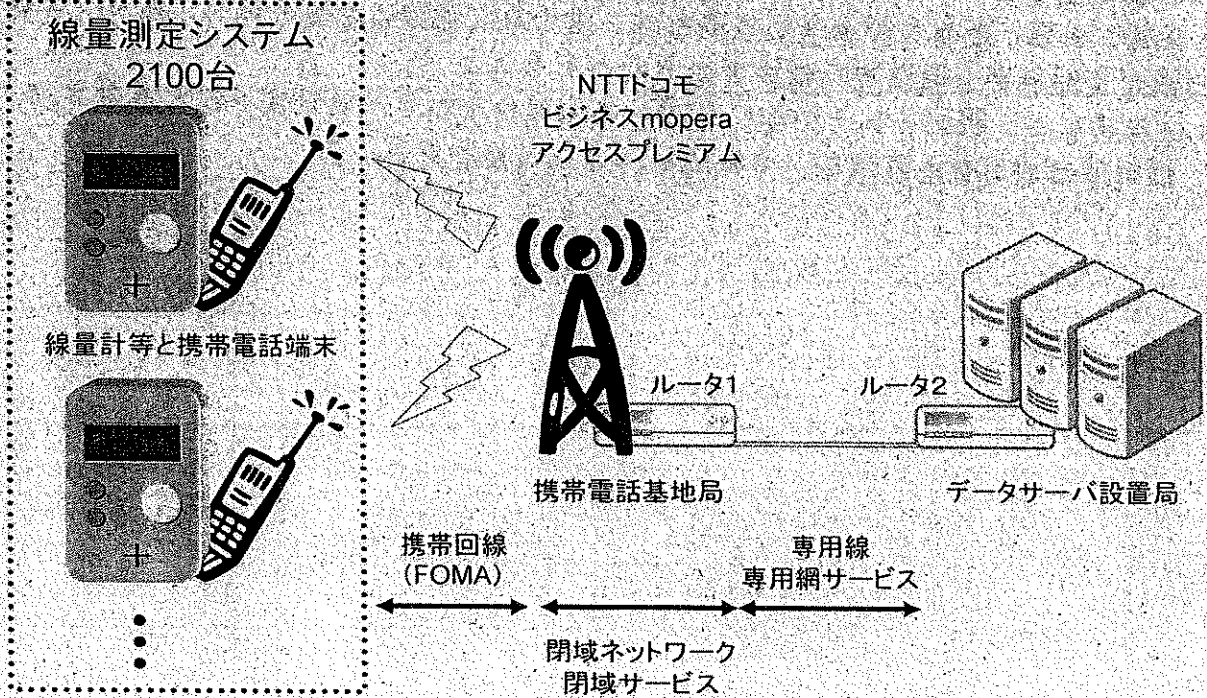 線量測定システム
2100台
NTTドコモ
ビジネスmopera
アクセスプレミアム
線量計等と携帯電話端末
ルータ1
ルータ2
携帯電話基地局
データサーバ設置局
携帯回線
(FOMA)
専用線
専用網サービス
閉域ネットワーク
閉域サービス